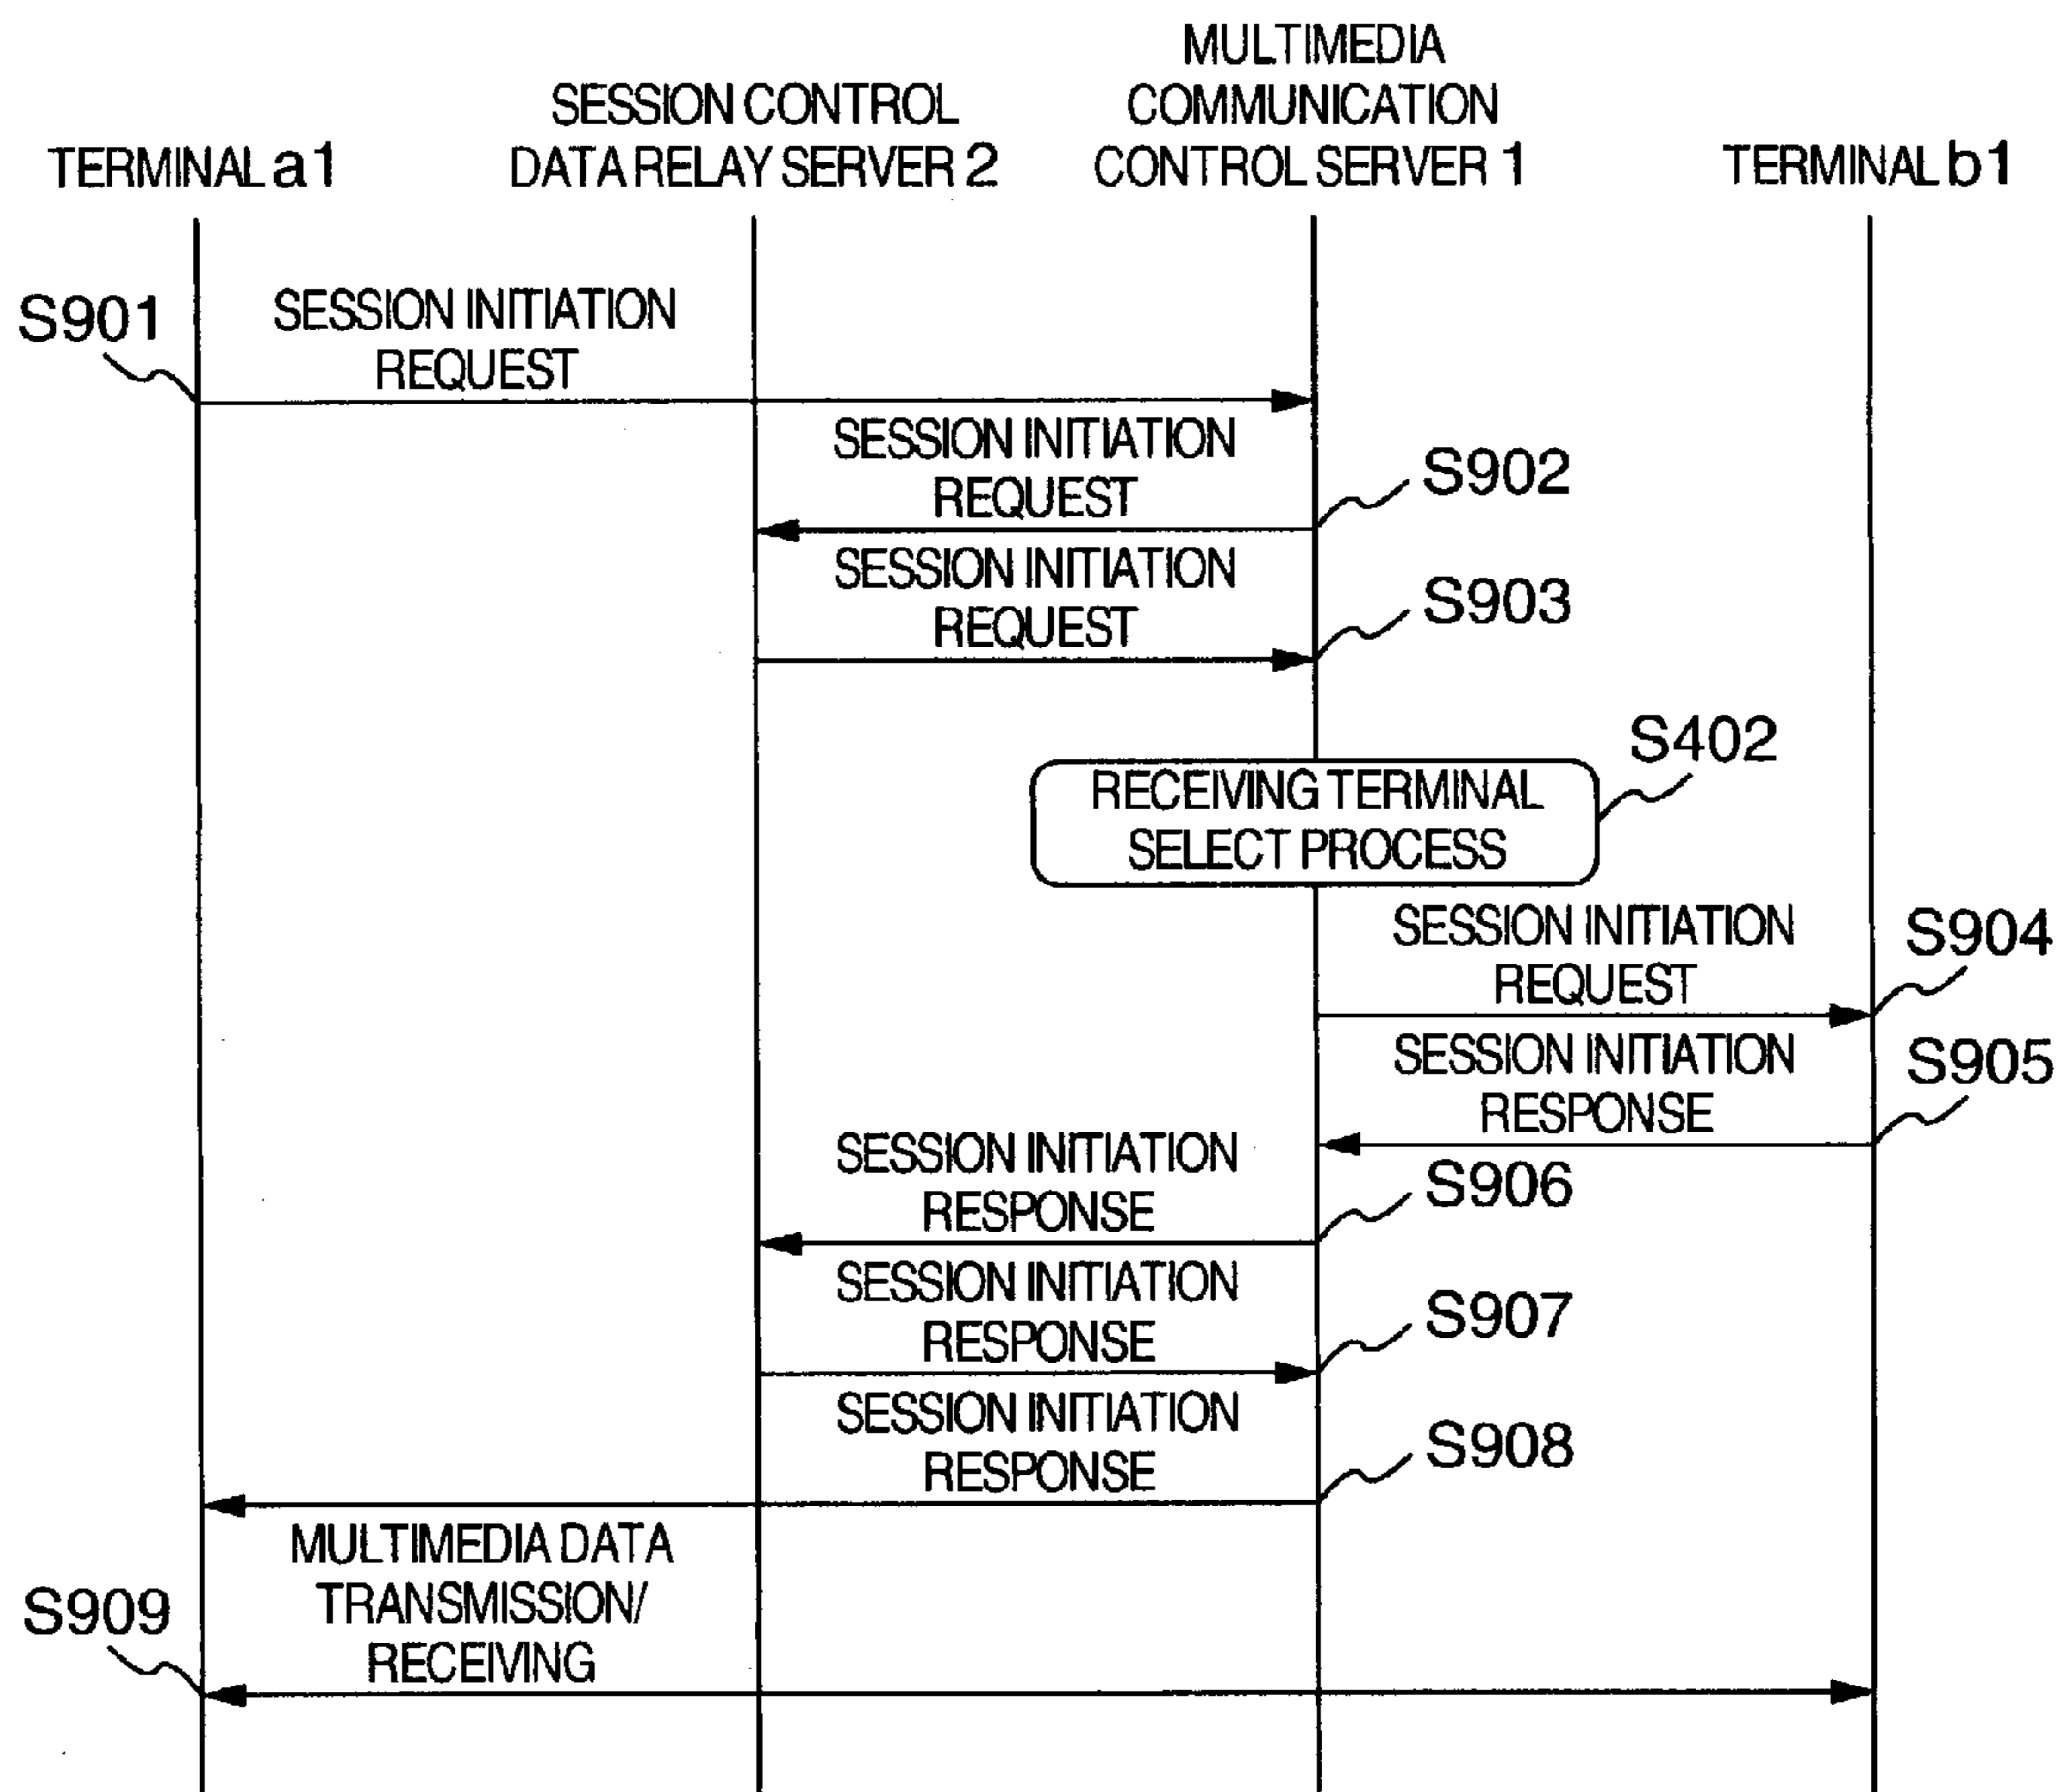 TERMINAL a1
SESSION CONTROL
DATA RELAY SERVER 2
MULTIMEDIA
COMMUNICATION
CONTROL SERVER 1
TERMINAL b1
S901
SESSION INITIATION
REQUEST
SESSION INITIATION
REQUEST
S902
SESSION INITIATION
REQUEST
S903
S402
RECEIVING TERMINAL
SELECT PROCESS
SESSION INITIATION
REQUEST
S904
SESSION INITIATION
RESPONSE
S905
SESSION INITIATION
RESPONSE
S906
SESSION INITIATION
RESPONSE
S907
SESSION INITIATION
RESPONSE
S908
MULTIMEDIA DATA
TRANSMISSION/
RECEIVING
S909